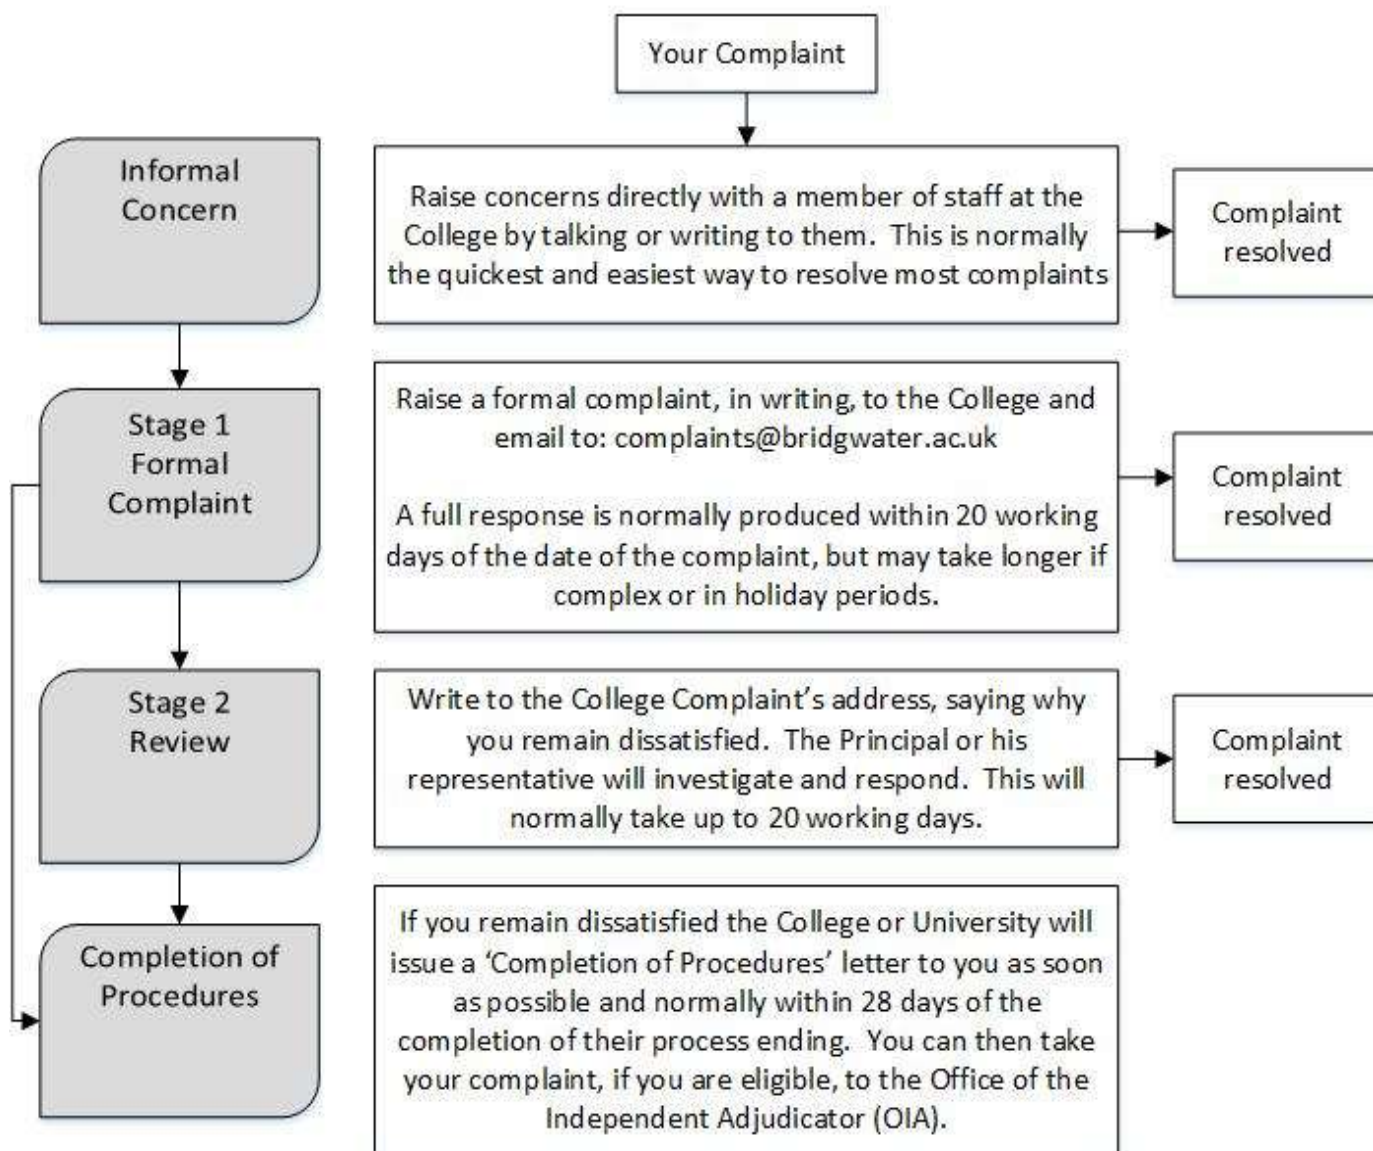 Your Complaint
Informal
Concern
Raise concerns directly with a member of staff at the
College by talking or writing to them.  This is normally
the quickest and easiest way to resolve most complaints
Complaint
resolved
Stage 1
Formal
Complaint
Raise a formal complaint, in writing, to the College and
email to: complaints@bridgwater.ac.uk
A full response is normally produced within 20 working
days of the date of the complaint, but may take longer if
complex or in holiday periods.
Complaint
resolved
Stage 2
Review
Write to the College Complaint’s address, saying why
you remain dissatisfied.  The Principal or his
representative will investigate and respond.  This will
normally take up to 20 working days.
Complaint
resolved
Completion of
Procedures
If you remain dissatisfied the College or University will
issue a ‘Completion of Procedures’ letter to you as soon
as possible and normally within 28 days of the
completion of their process ending.  You can then take
your complaint, if you are eligible, to the Office of the
Independent Adjudicator (OIA).